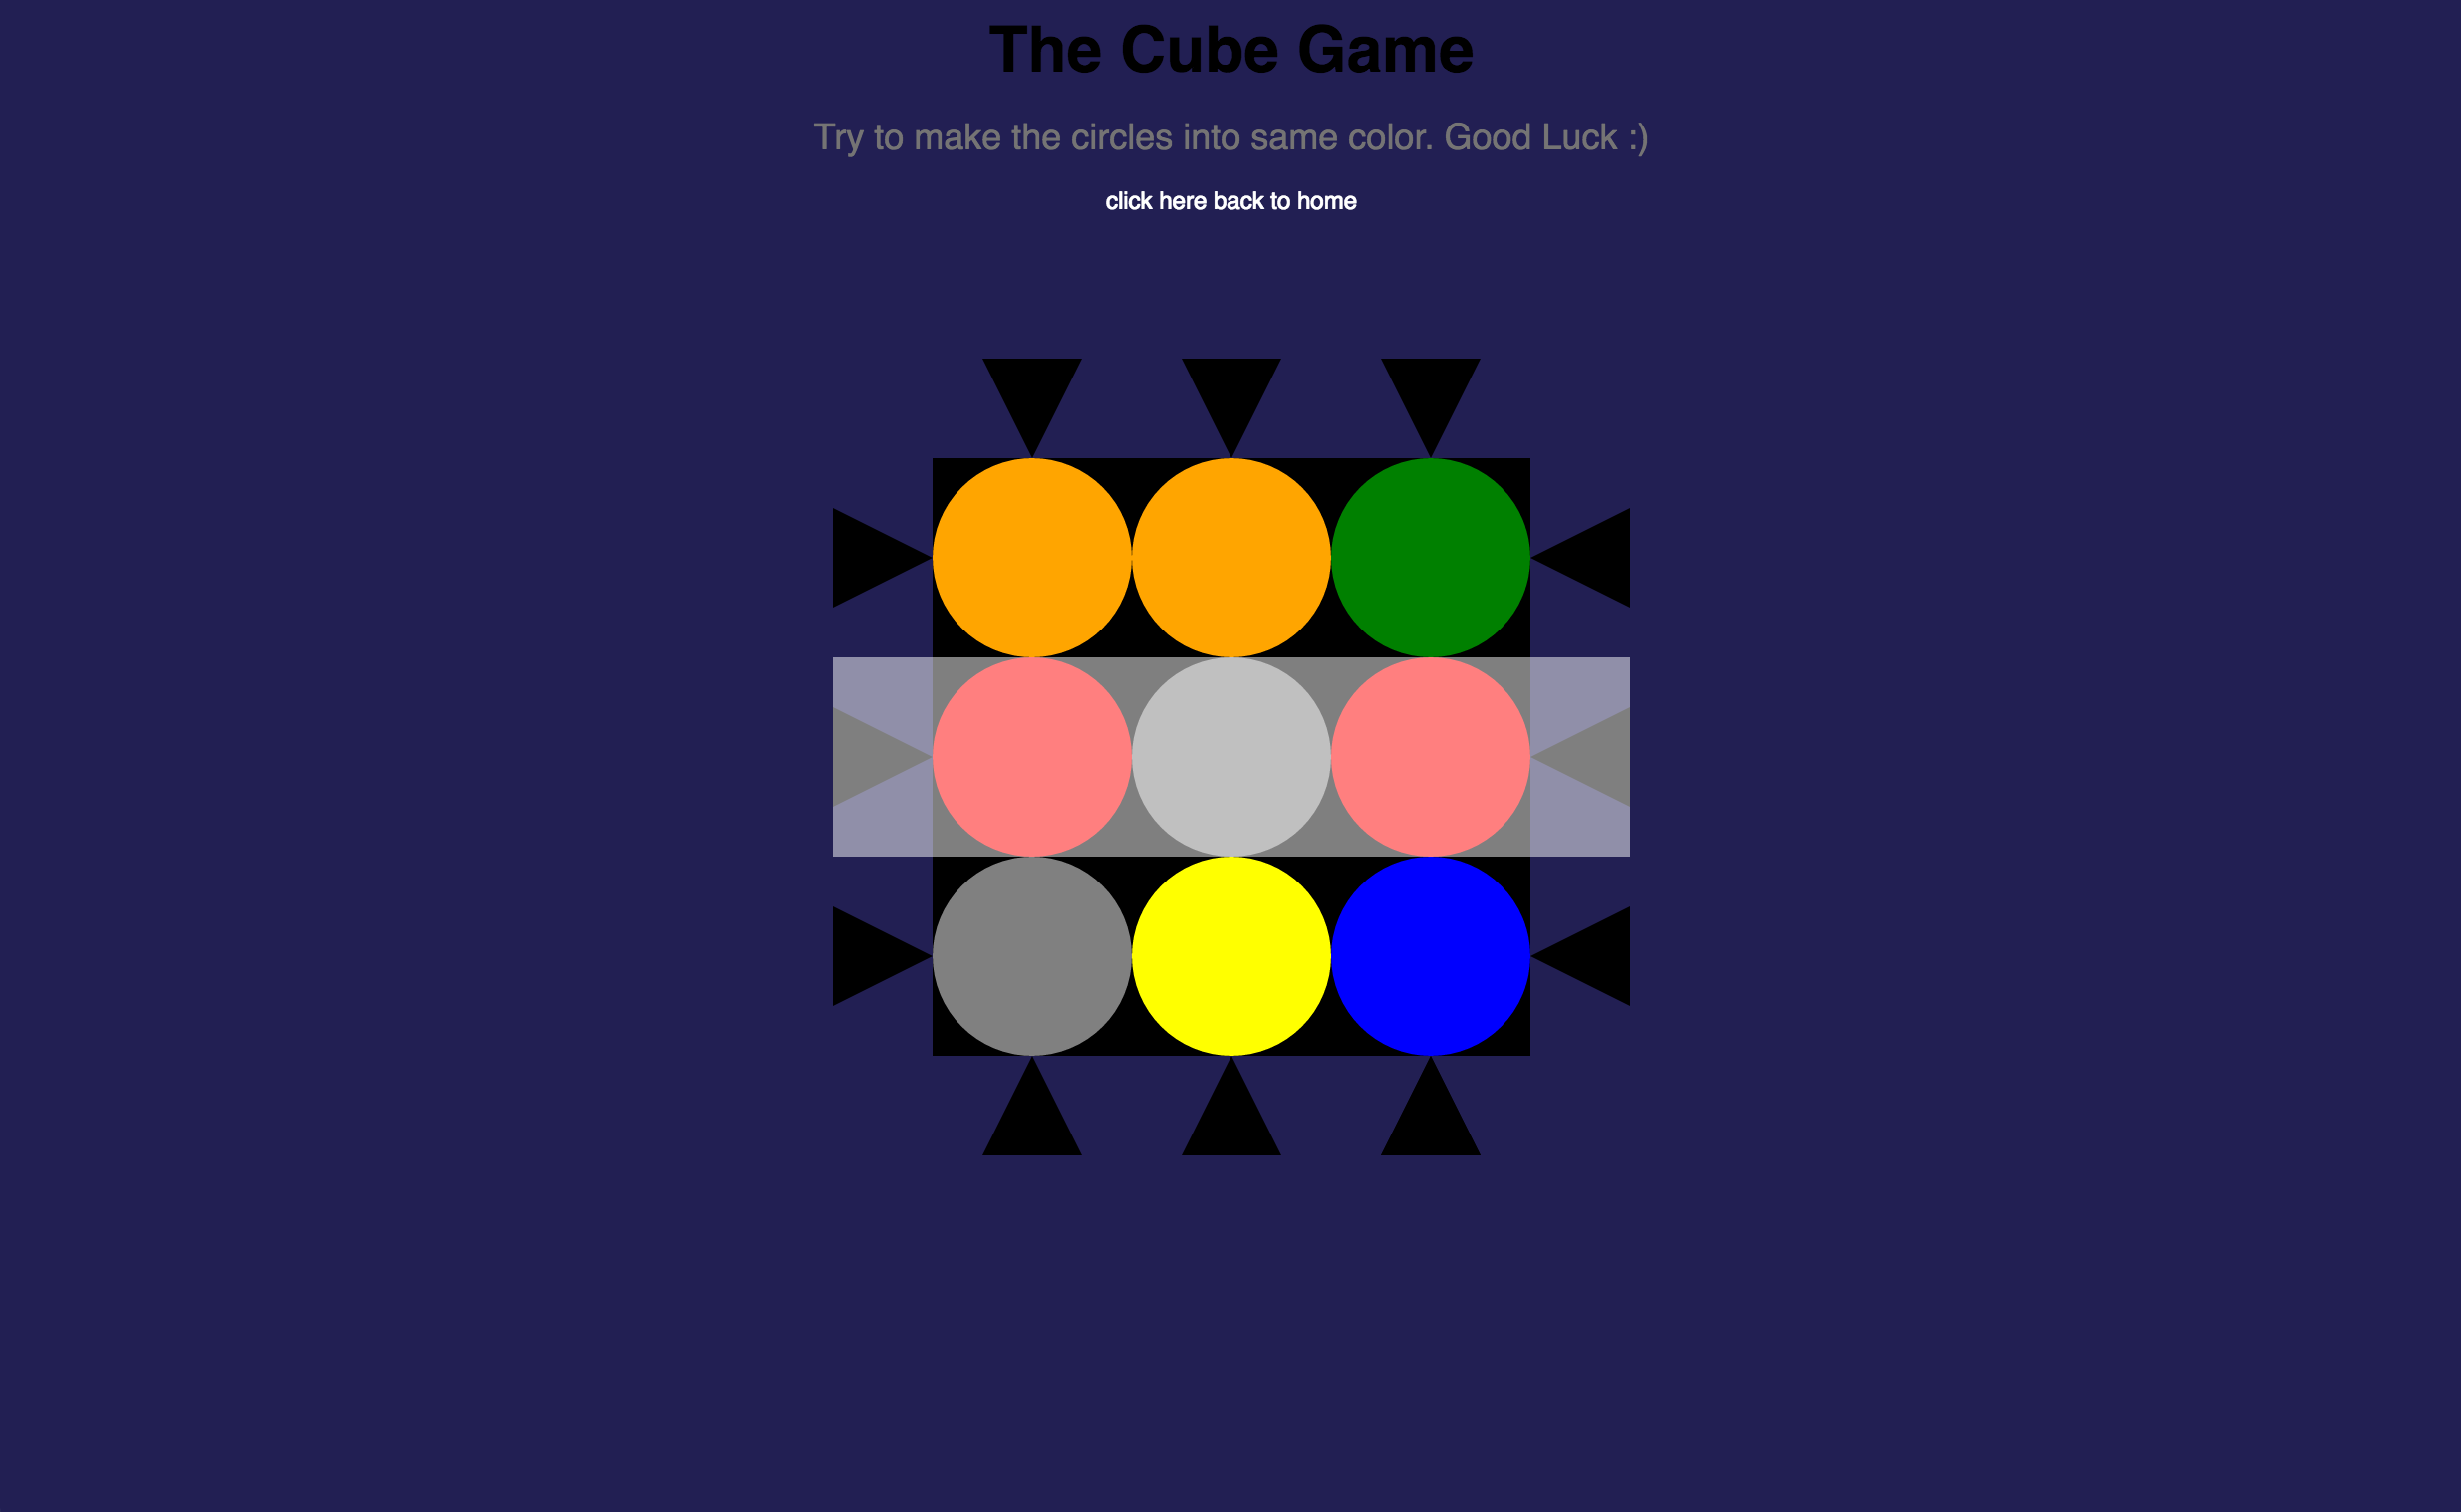 The Cube Game
Try to make the circles into same color. Good Luck :)
click here back to home